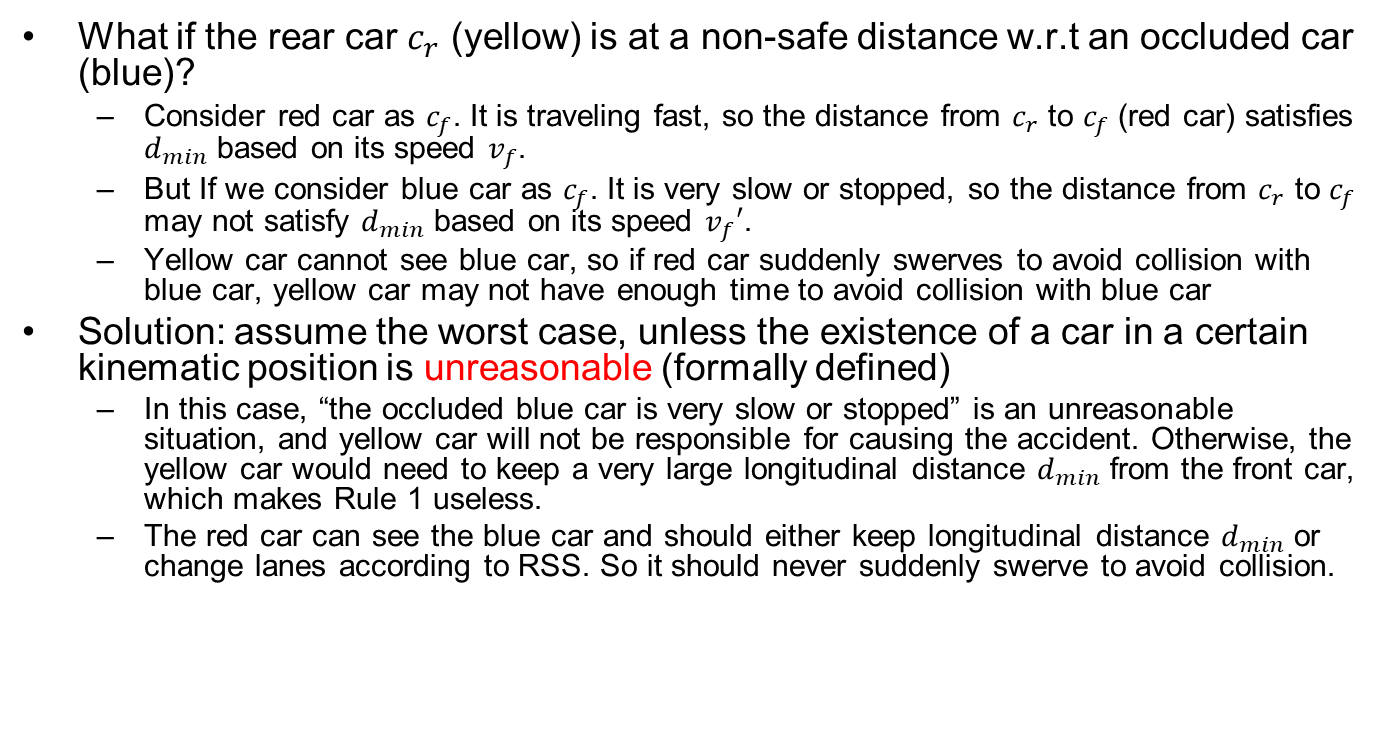 • What if the rear car c_r (yellow) is at a non-safe distance w.r.t an occluded car
(blue)?
– Consider red car as c_f. It is traveling fast, so the distance from c_r to c_f (red car) satisfies
d_min based on its speed v_f.
– But If we consider blue car as c_f. It is very slow or stopped, so the distance from c_r to c_f
may not satisfy d_min based on its speed v_f′.
– Yellow car cannot see blue car, so if red car suddenly swerves to avoid collision with
blue car, yellow car may not have enough time to avoid collision with blue car
• Solution: assume the worst case, unless the existence of a car in a certain
kinematic position is unreasonable (formally defined)
– In this case, “the occluded blue car is very slow or stopped” is an unreasonable
situation, and yellow car will not be responsible for causing the accident. Otherwise, the
yellow car would need to keep a very large longitudinal distance d_min from the front car,
which makes Rule 1 useless.
– The red car can see the blue car and should either keep longitudinal distance d_min or
change lanes according to RSS. So it should never suddenly swerve to avoid collision.